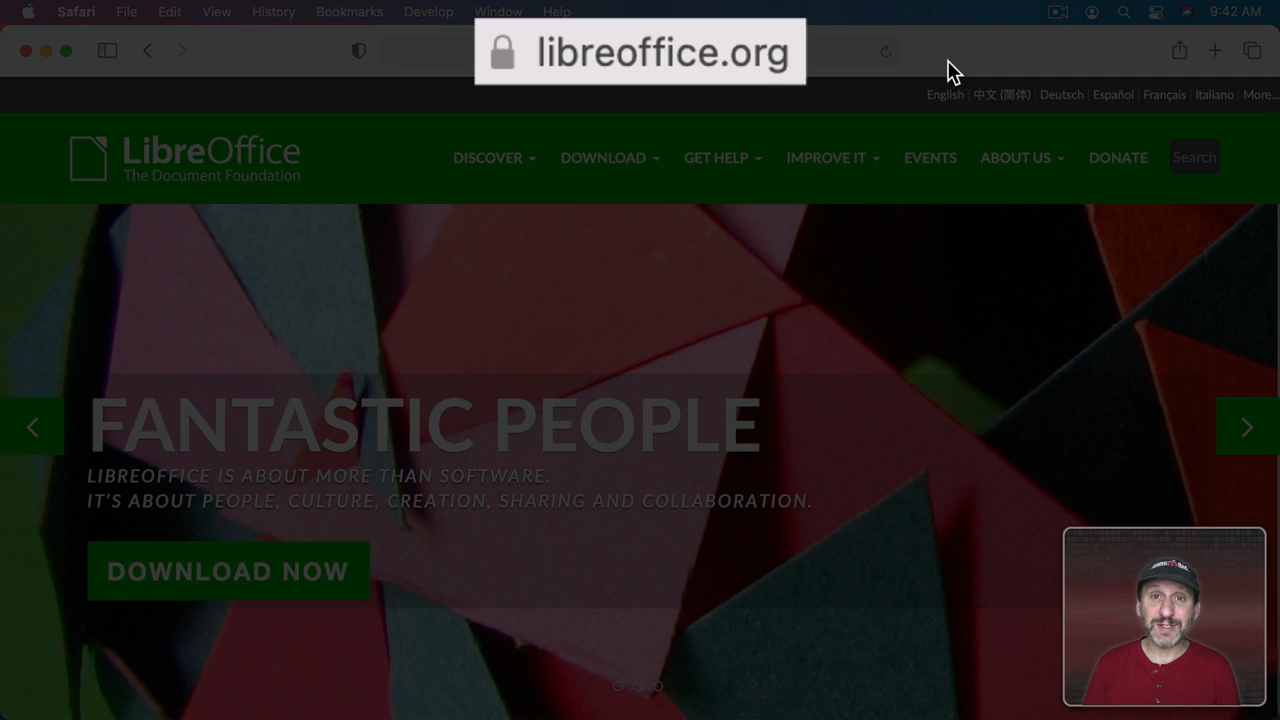 Safari File Edit View History Bookmarks Develop Window Help 9:42 AM
libreoffice.org
English | 中文 (简体) | Deutsch | Español | Français | Italiano | More...
LibreOffice
The Document Foundation
DISCOVER DOWNLOAD GET HELP IMPROVE IT EVENTS ABOUT US DONATE Search
FANTASTIC PEOPLE
LIBREOFFICE IS ABOUT MORE THAN SOFTWARE.
IT'S ABOUT PEOPLE, CULTURE, CREATION, SHARING AND COLLABORATION.
DOWNLOAD NOW